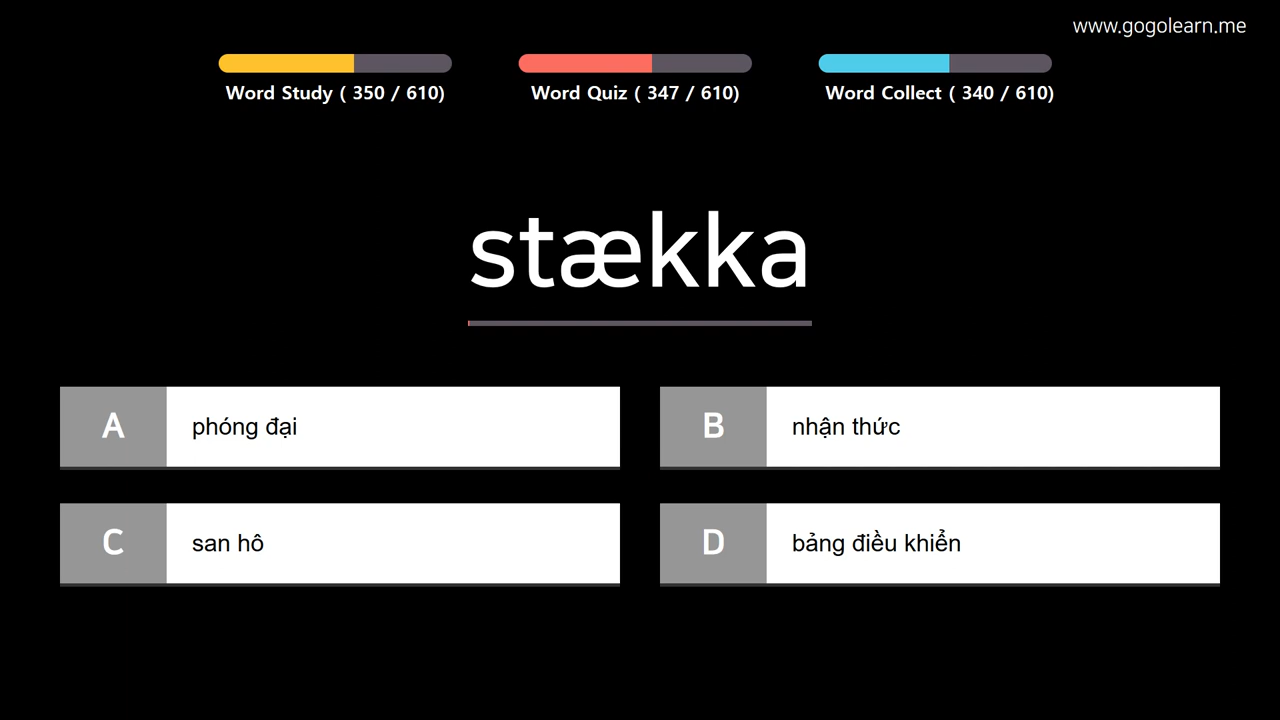 www.gogolearn.me
Word Study ( 350 / 610)
Word Quiz ( 347 / 610)
Word Collect ( 340 / 610)
stækka
A phóng đại
B nhận thức
C san hô
D bảng điều khiển